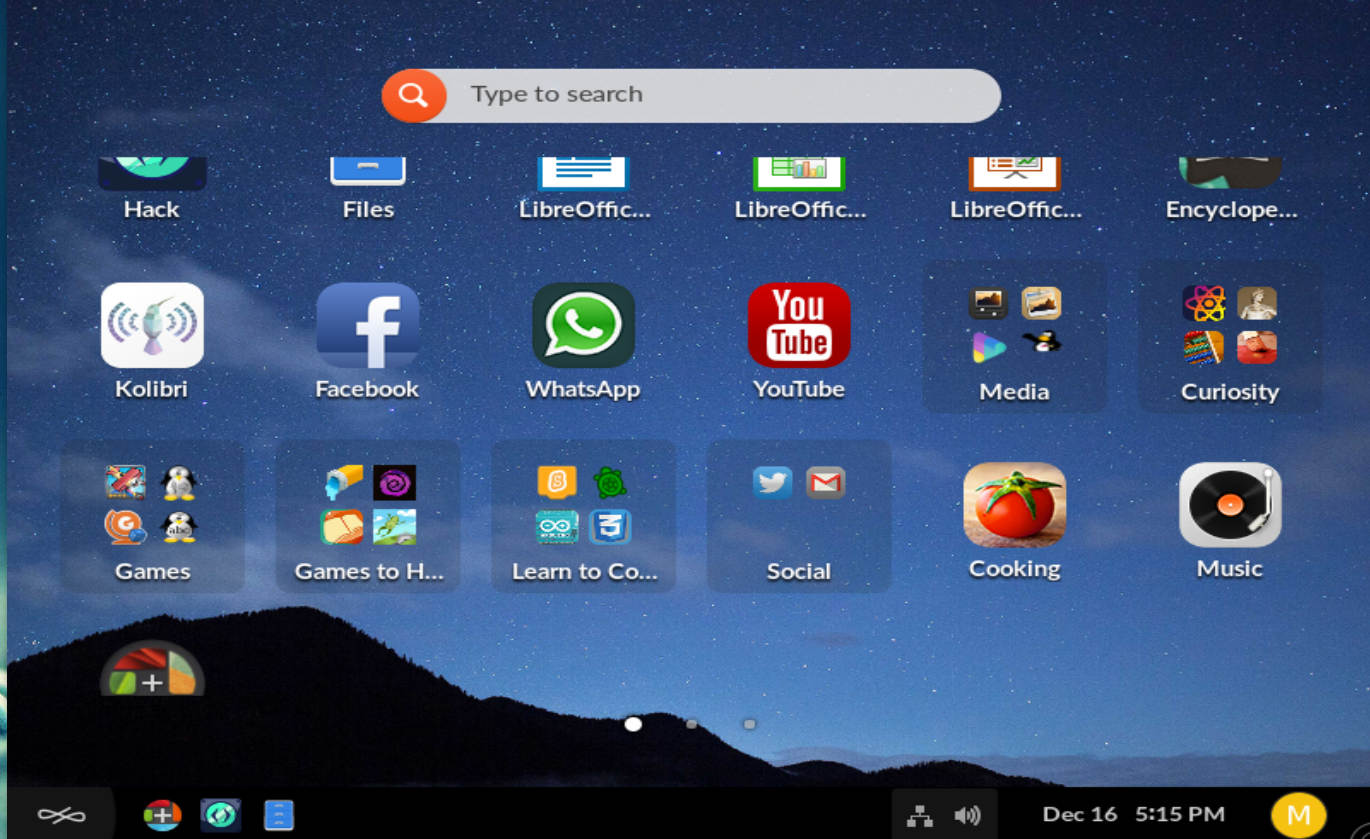 Type to search
Hack
Files
LibreOffic...
LibreOffic...
LibreOffic...
Encyclope...
Kolibri
Facebook
WhatsApp
You
Tube
YouTube
Media
Curiosity
Games
Games to H...
Learn to Co...
Social
Cooking
Music
Dec 16 5:15 PM
M